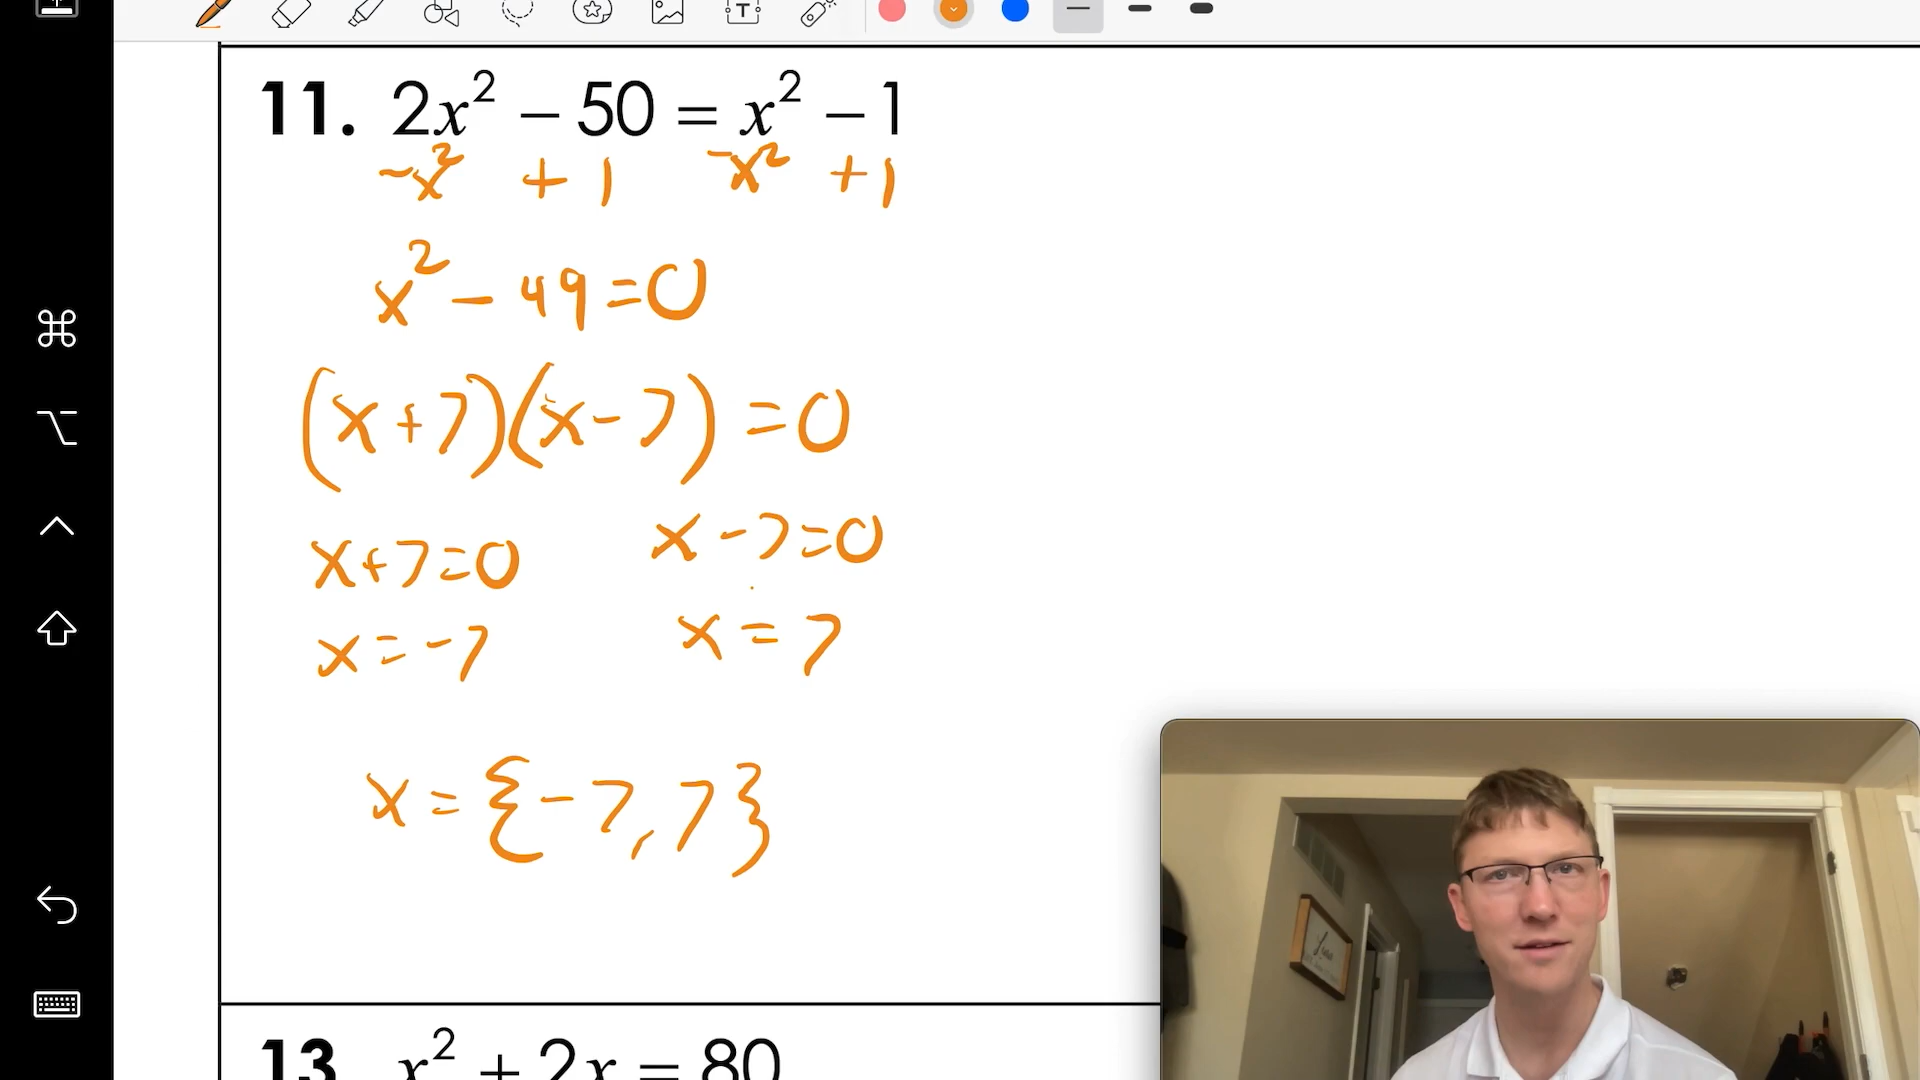 11. 2x² − 50 = x² − 1
-x² + 1 -x² + 1
x² - 49 = 0
(x + 7)(x - 7) = 0
x + 7 = 0 x - 7 = 0
x = -7 x = 7
x = {-7, 7}
13 x² + 2x = 80